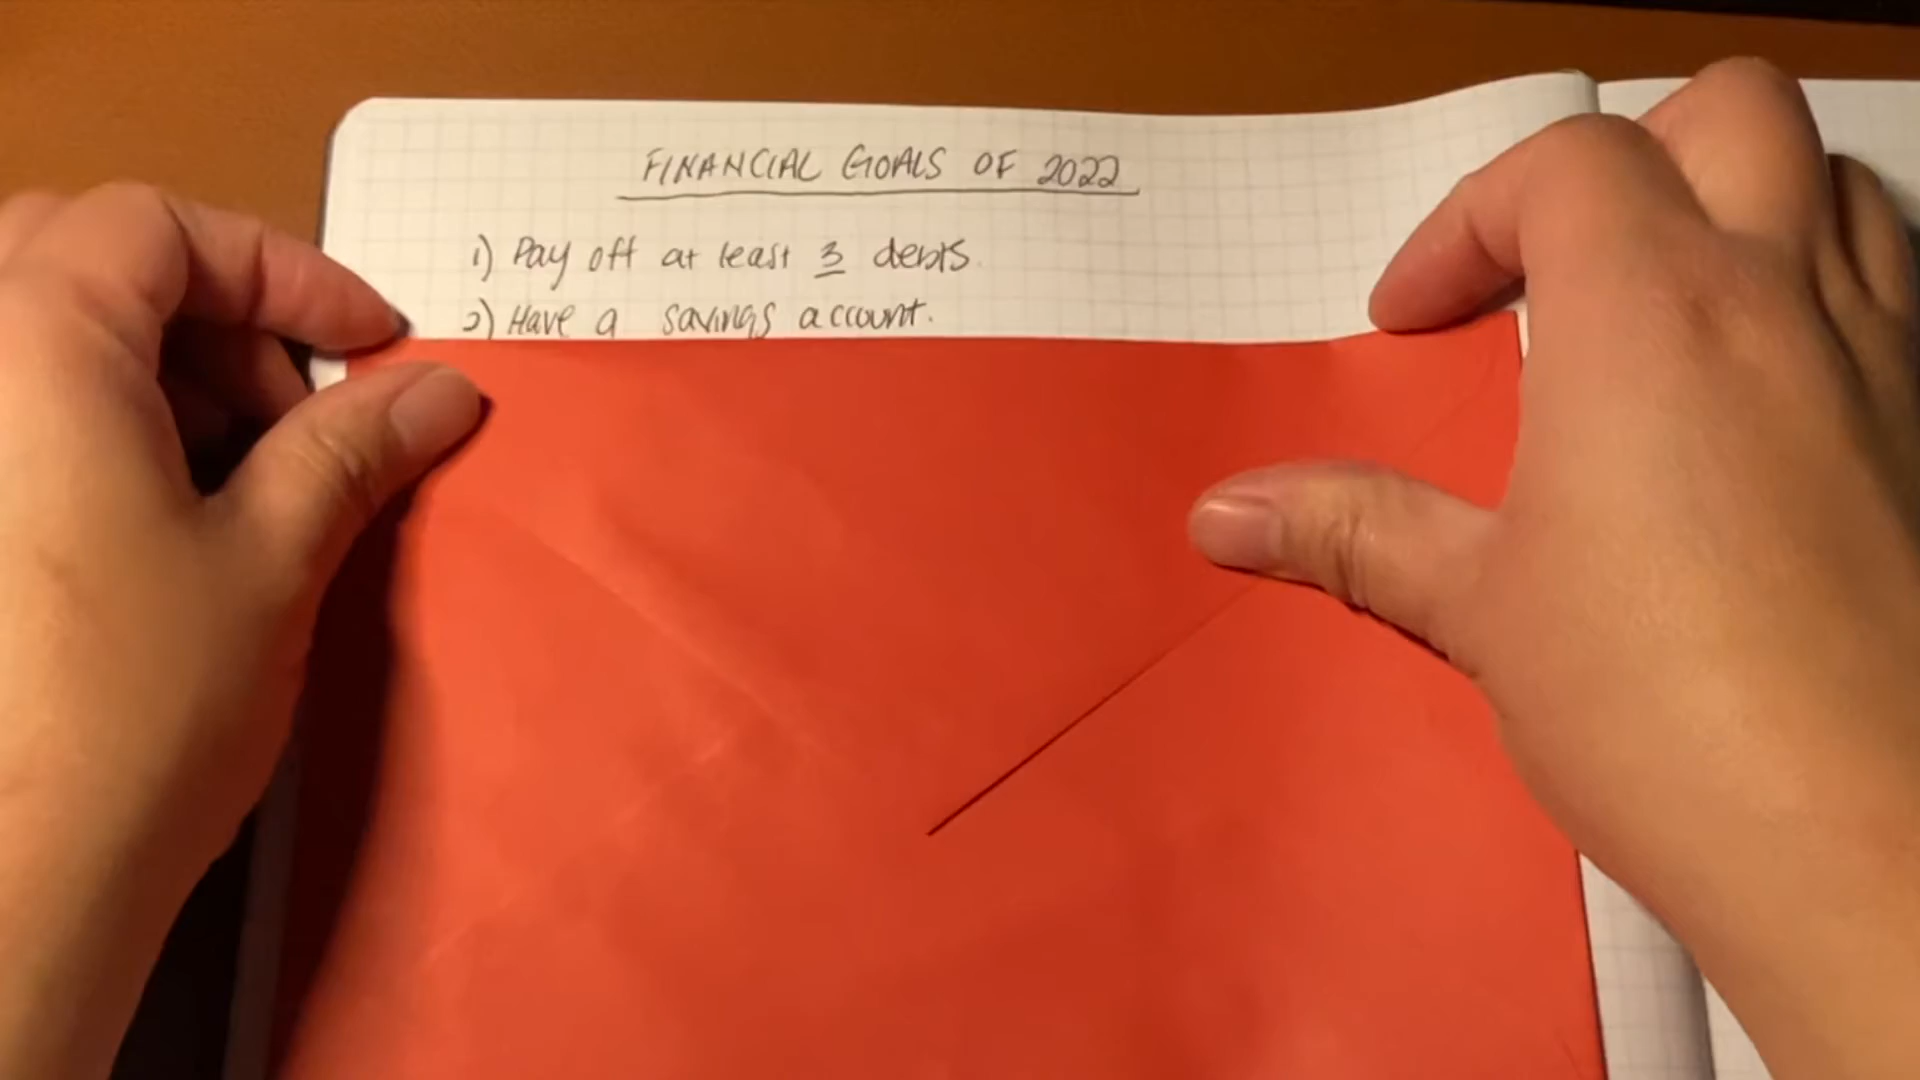 FINANCIAL GOALS OF 2022
1) Pay off at least 3 debts.
2) Have a savings account.